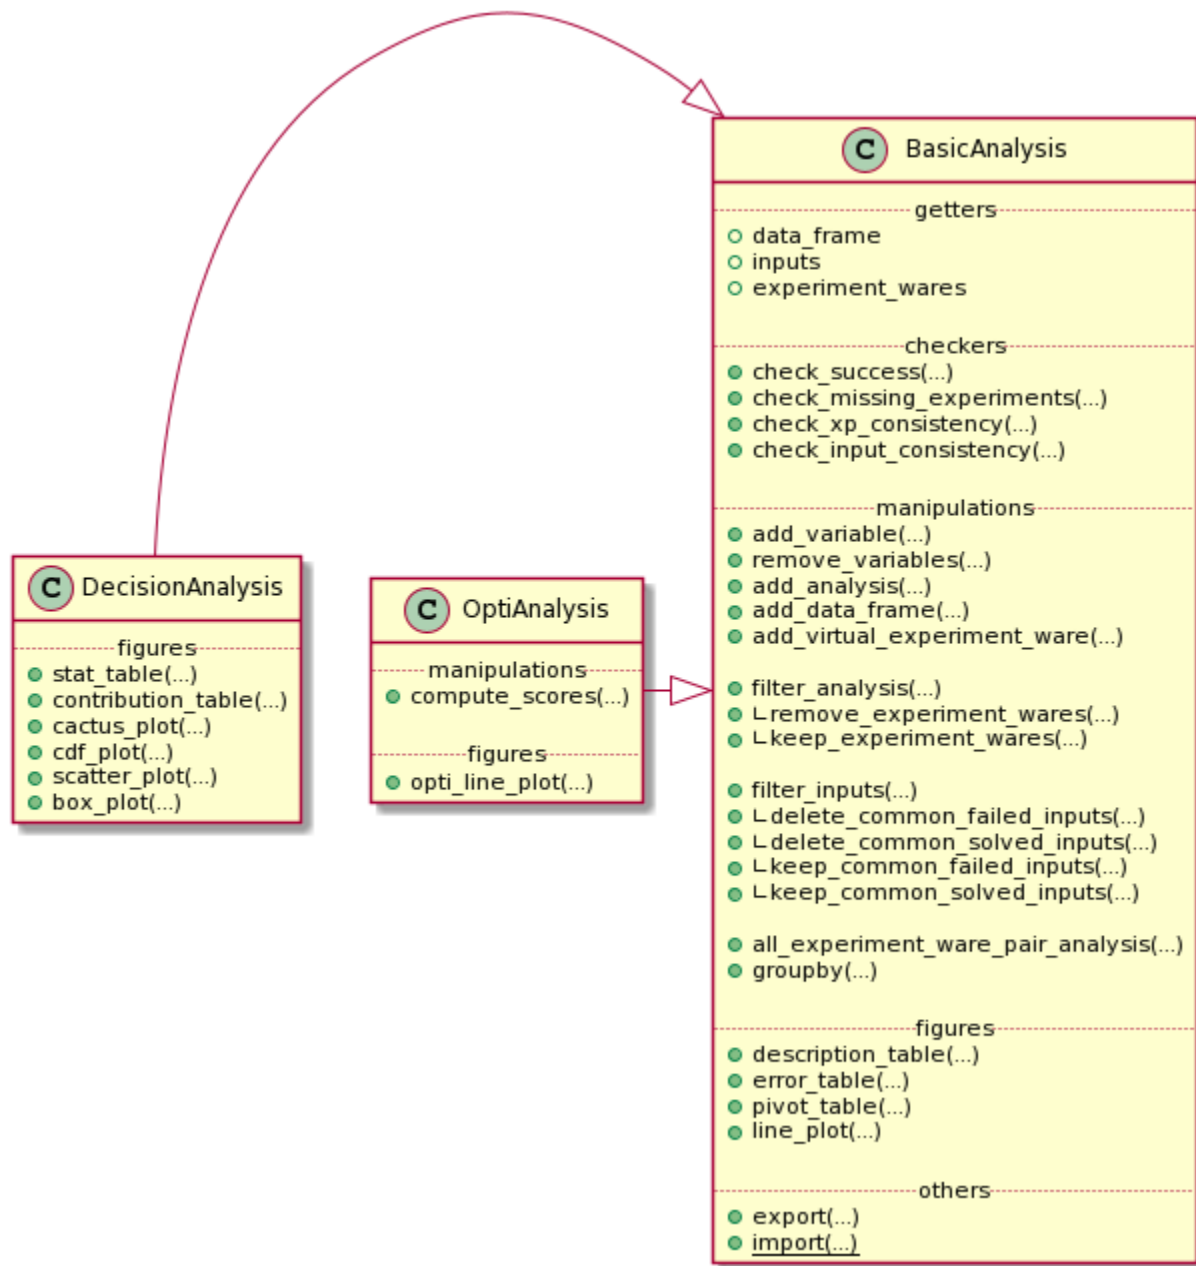 C BasicAnalysis
getters
data_frame
inputs
experiment_wares
checkers
check_success(...)
check_missing_experiments(...)
check_xp_consistency(...)
check_input_consistency(...)
manipulations
add_variable(...)
remove_variables(...)
add_analysis(...)
add_data_frame(...)
add_virtual_experiment_ware(...)
filter_analysis(...)
∟remove_experiment_wares(...)
∟keep_experiment_wares(...)
filter_inputs(...)
∟delete_common_failed_inputs(...)
∟delete_common_solved_inputs(...)
∟keep_common_failed_inputs(...)
∟keep_common_solved_inputs(...)
all_experiment_ware_pair_analysis(...)
groupby(...)
figures
description_table(...)
error_table(...)
pivot_table(...)
line_plot(...)
others
export(...)
import(...)
C DecisionAnalysis
figures
stat_table(...)
contribution_table(...)
cactus_plot(...)
cdf_plot(...)
scatter_plot(...)
box_plot(...)
C OptiAnalysis
manipulations
compute_scores(...)
figures
opti_line_plot(...)